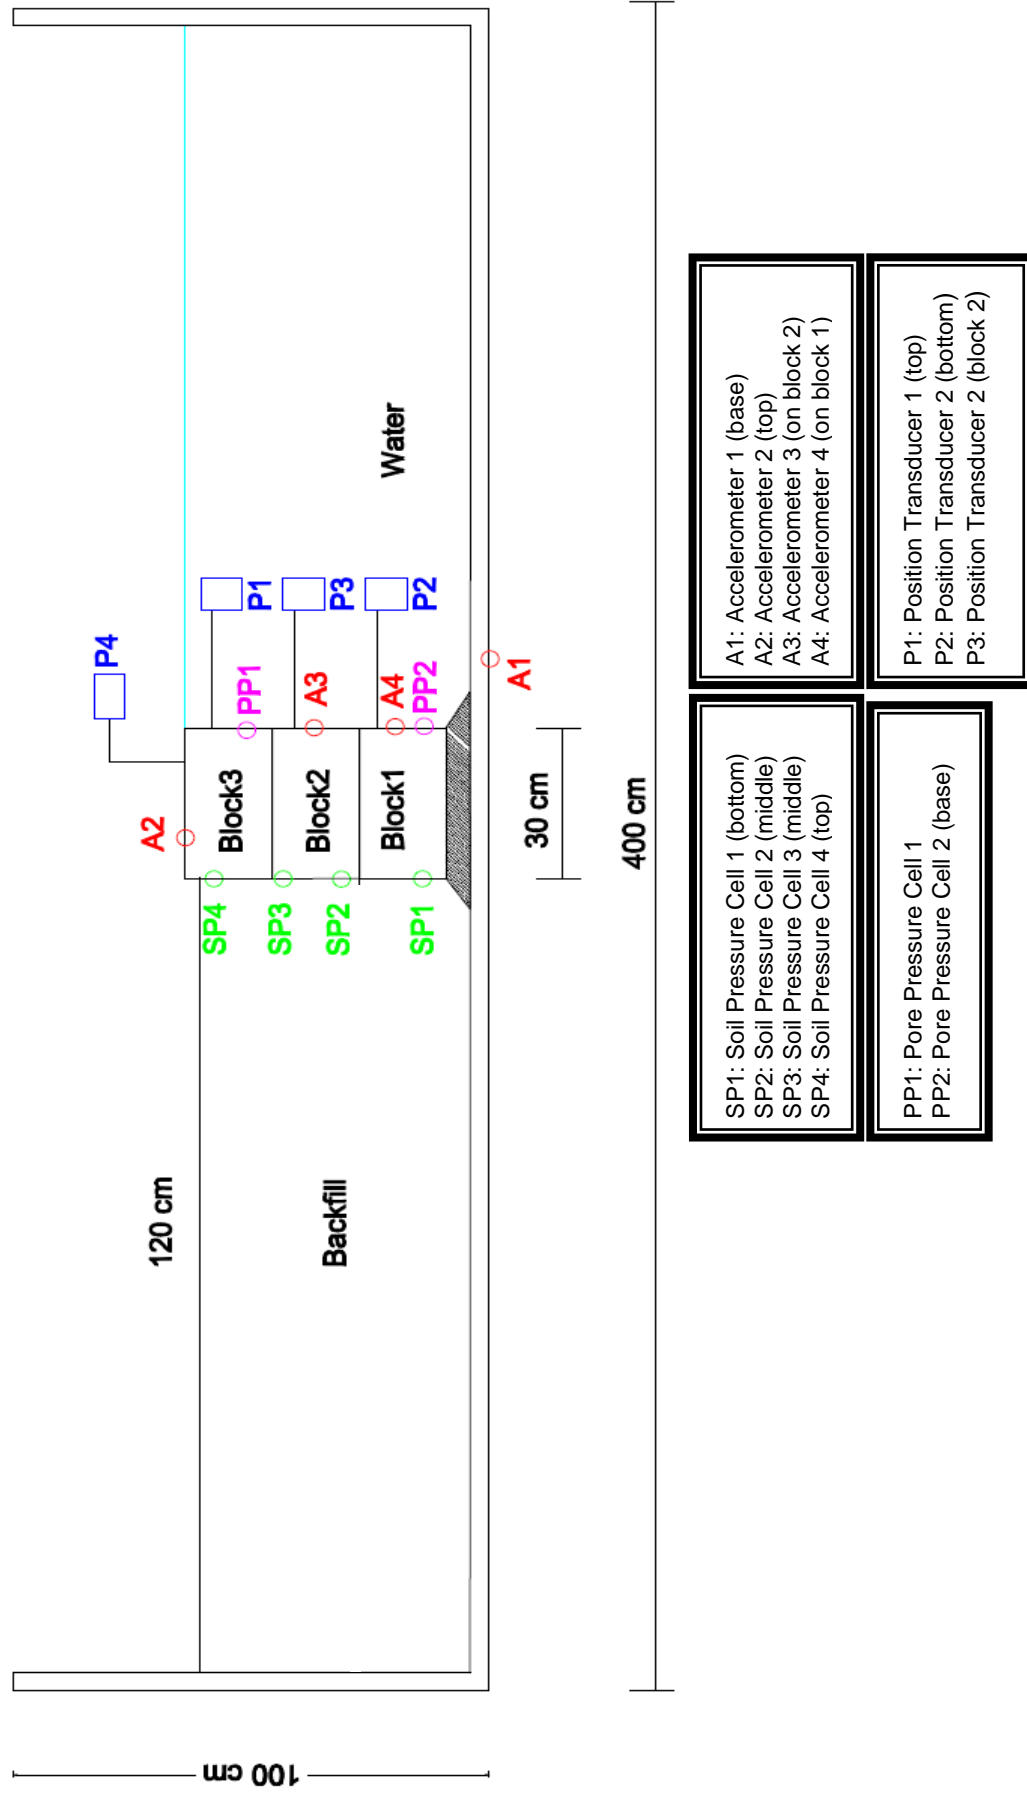 P4
A2
120 cm
SP4
Block3
PP1
P1
SP3
Block2
A3
P3
SP2
Backfill
Block1
A4
P2
SP1
PP2
Water
A1
30 cm
400 cm
100 cm
SP1: Soil Pressure Cell 1 (bottom)
SP2: Soil Pressure Cell 2 (middle)
SP3: Soil Pressure Cell 3 (middle)
SP4: Soil Pressure Cell 4 (top)
A1: Accelerometer 1 (base)
A2: Accelerometer 2 (top)
A3: Accelerometer 3 (on block 2)
A4: Accelerometer 4 (on block 1)
PP1: Pore Pressure Cell 1
PP2: Pore Pressure Cell 2 (base)
P1: Position Transducer 1 (top)
P2: Position Transducer 2 (bottom)
P3: Position Transducer 2 (block 2)